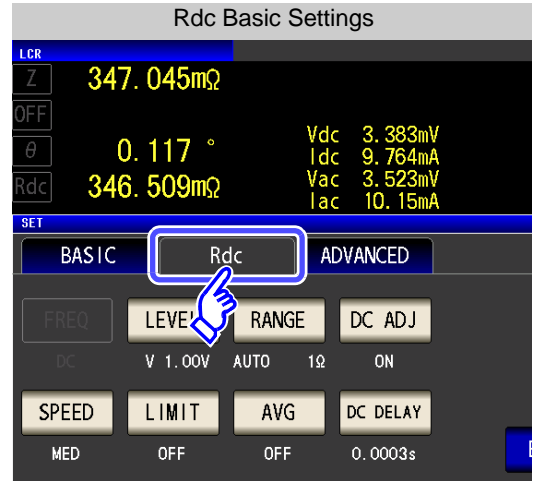 Rdc Basic Settings
LCR
Z 347.045mΩ
OFF
θ 0.117 ° Vdc 3.383mV
Idc 9.764mA
Rdc 346.509mΩ Vac 3.523mV
Iac 10.15mA
SET
BASIC Rdc ADVANCED
FREQ LEVEL RANGE DC ADJ
DC V 1.00V AUTO 1Ω ON
SPEED LIMIT AVG DC DELAY
MED OFF OFF 0.0003s